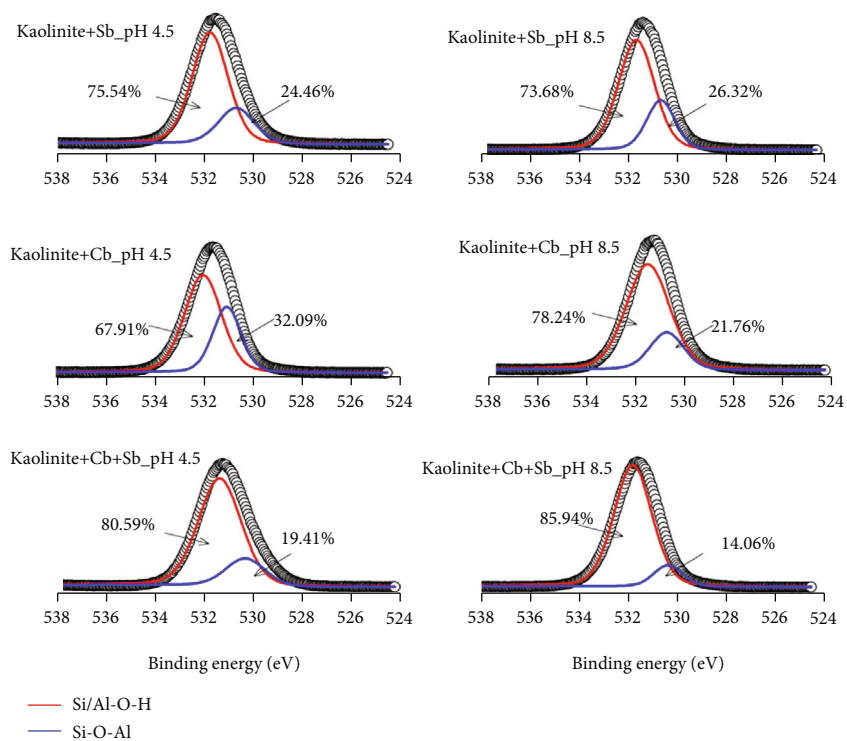 Kaolinite+Sb_pH 4.5
75.54%
24.46%
538 536 534 532 530 528 526 524
Kaolinite+Sb_pH 8.5
73.68%
26.32%
538 536 534 532 530 528 526 524
Kaolinite+Cb_pH 4.5
67.91%
32.09%
538 536 534 532 530 528 526 524
Kaolinite+Cb_pH 8.5
78.24%
21.76%
538 536 534 532 530 528 526 524
Kaolinite+Cb+Sb_pH 4.5
80.59%
19.41%
538 536 534 532 530 528 526 524
Binding energy (eV)
Kaolinite+Cb+Sb_pH 8.5
85.94%
14.06%
538 536 534 532 530 528 526 524
Binding energy (eV)
Si/Al-O-H
Si-O-Al